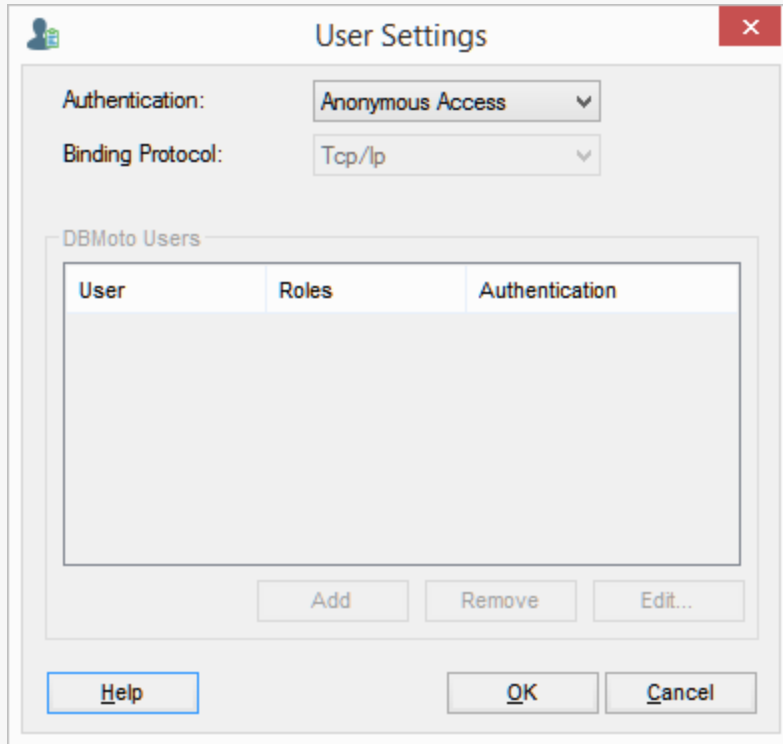 User Settings
Authentication: Anonymous Access
Binding Protocol: Tcp/Ip
DBMoto Users
User Roles Authentication
Add Remove Edit...
Help OK Cancel